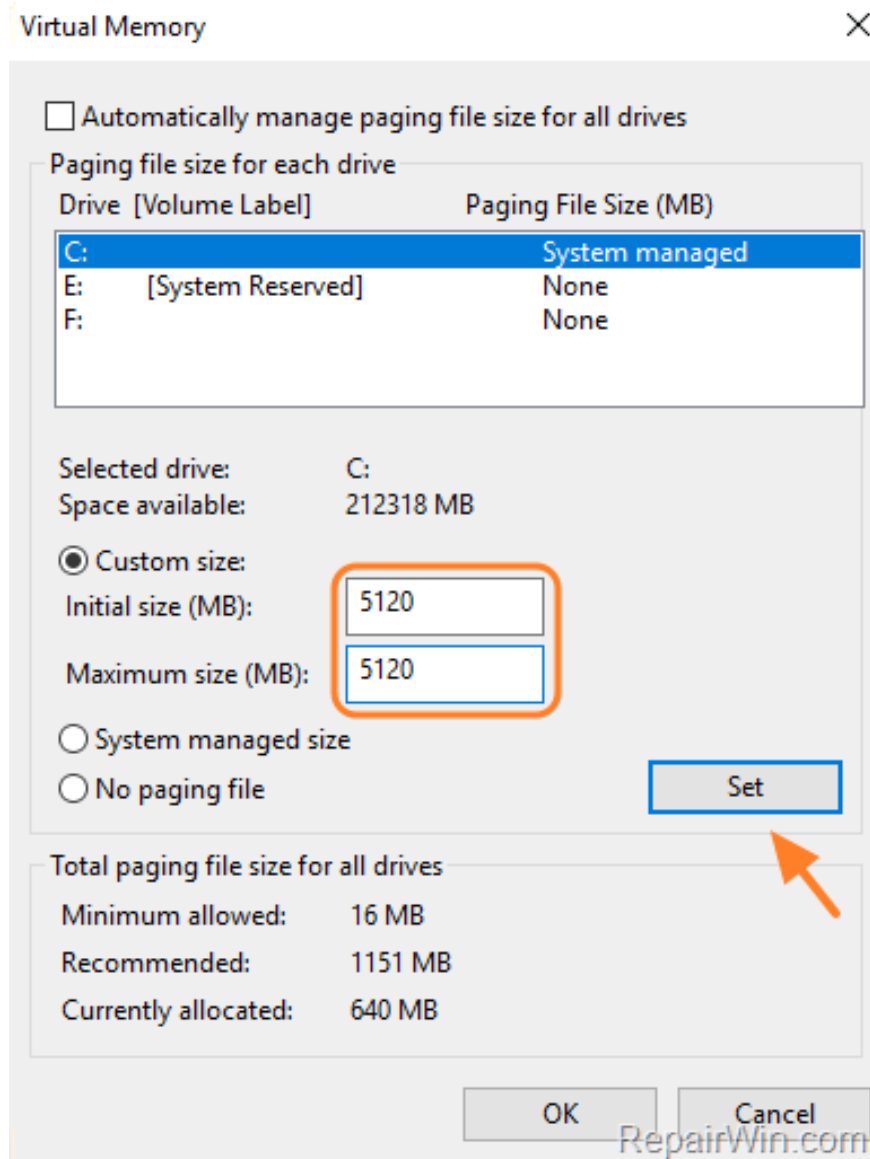 Virtual Memory
Automatically manage paging file size for all drives
Paging file size for each drive
Drive [Volume Label] Paging File Size (MB)
C: System managed
E: [System Reserved] None
F: None
Selected drive: C:
Space available: 212318 MB
Custom size:
Initial size (MB): 5120
Maximum size (MB): 5120
System managed size
No paging file
Set
Total paging file size for all drives
Minimum allowed: 16 MB
Recommended: 1151 MB
Currently allocated: 640 MB
OK Cancel
RepairWin.com